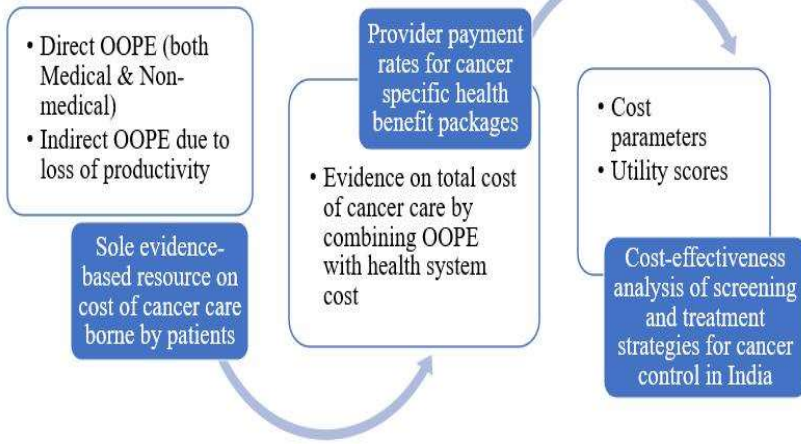 • Direct OOPE (both
Medical & Non-
medical)
• Indirect OOPE due to
loss of productivity
Sole evidence-
based resource on
cost of cancer care
borne by patients
Provider payment
rates for cancer
specific health
benefit packages
• Evidence on total cost
of cancer care by
combining OOPE
with health system
cost
• Cost
parameters
• Utility scores
Cost-effectiveness
analysis of screening
and treatment
strategies for cancer
control in India